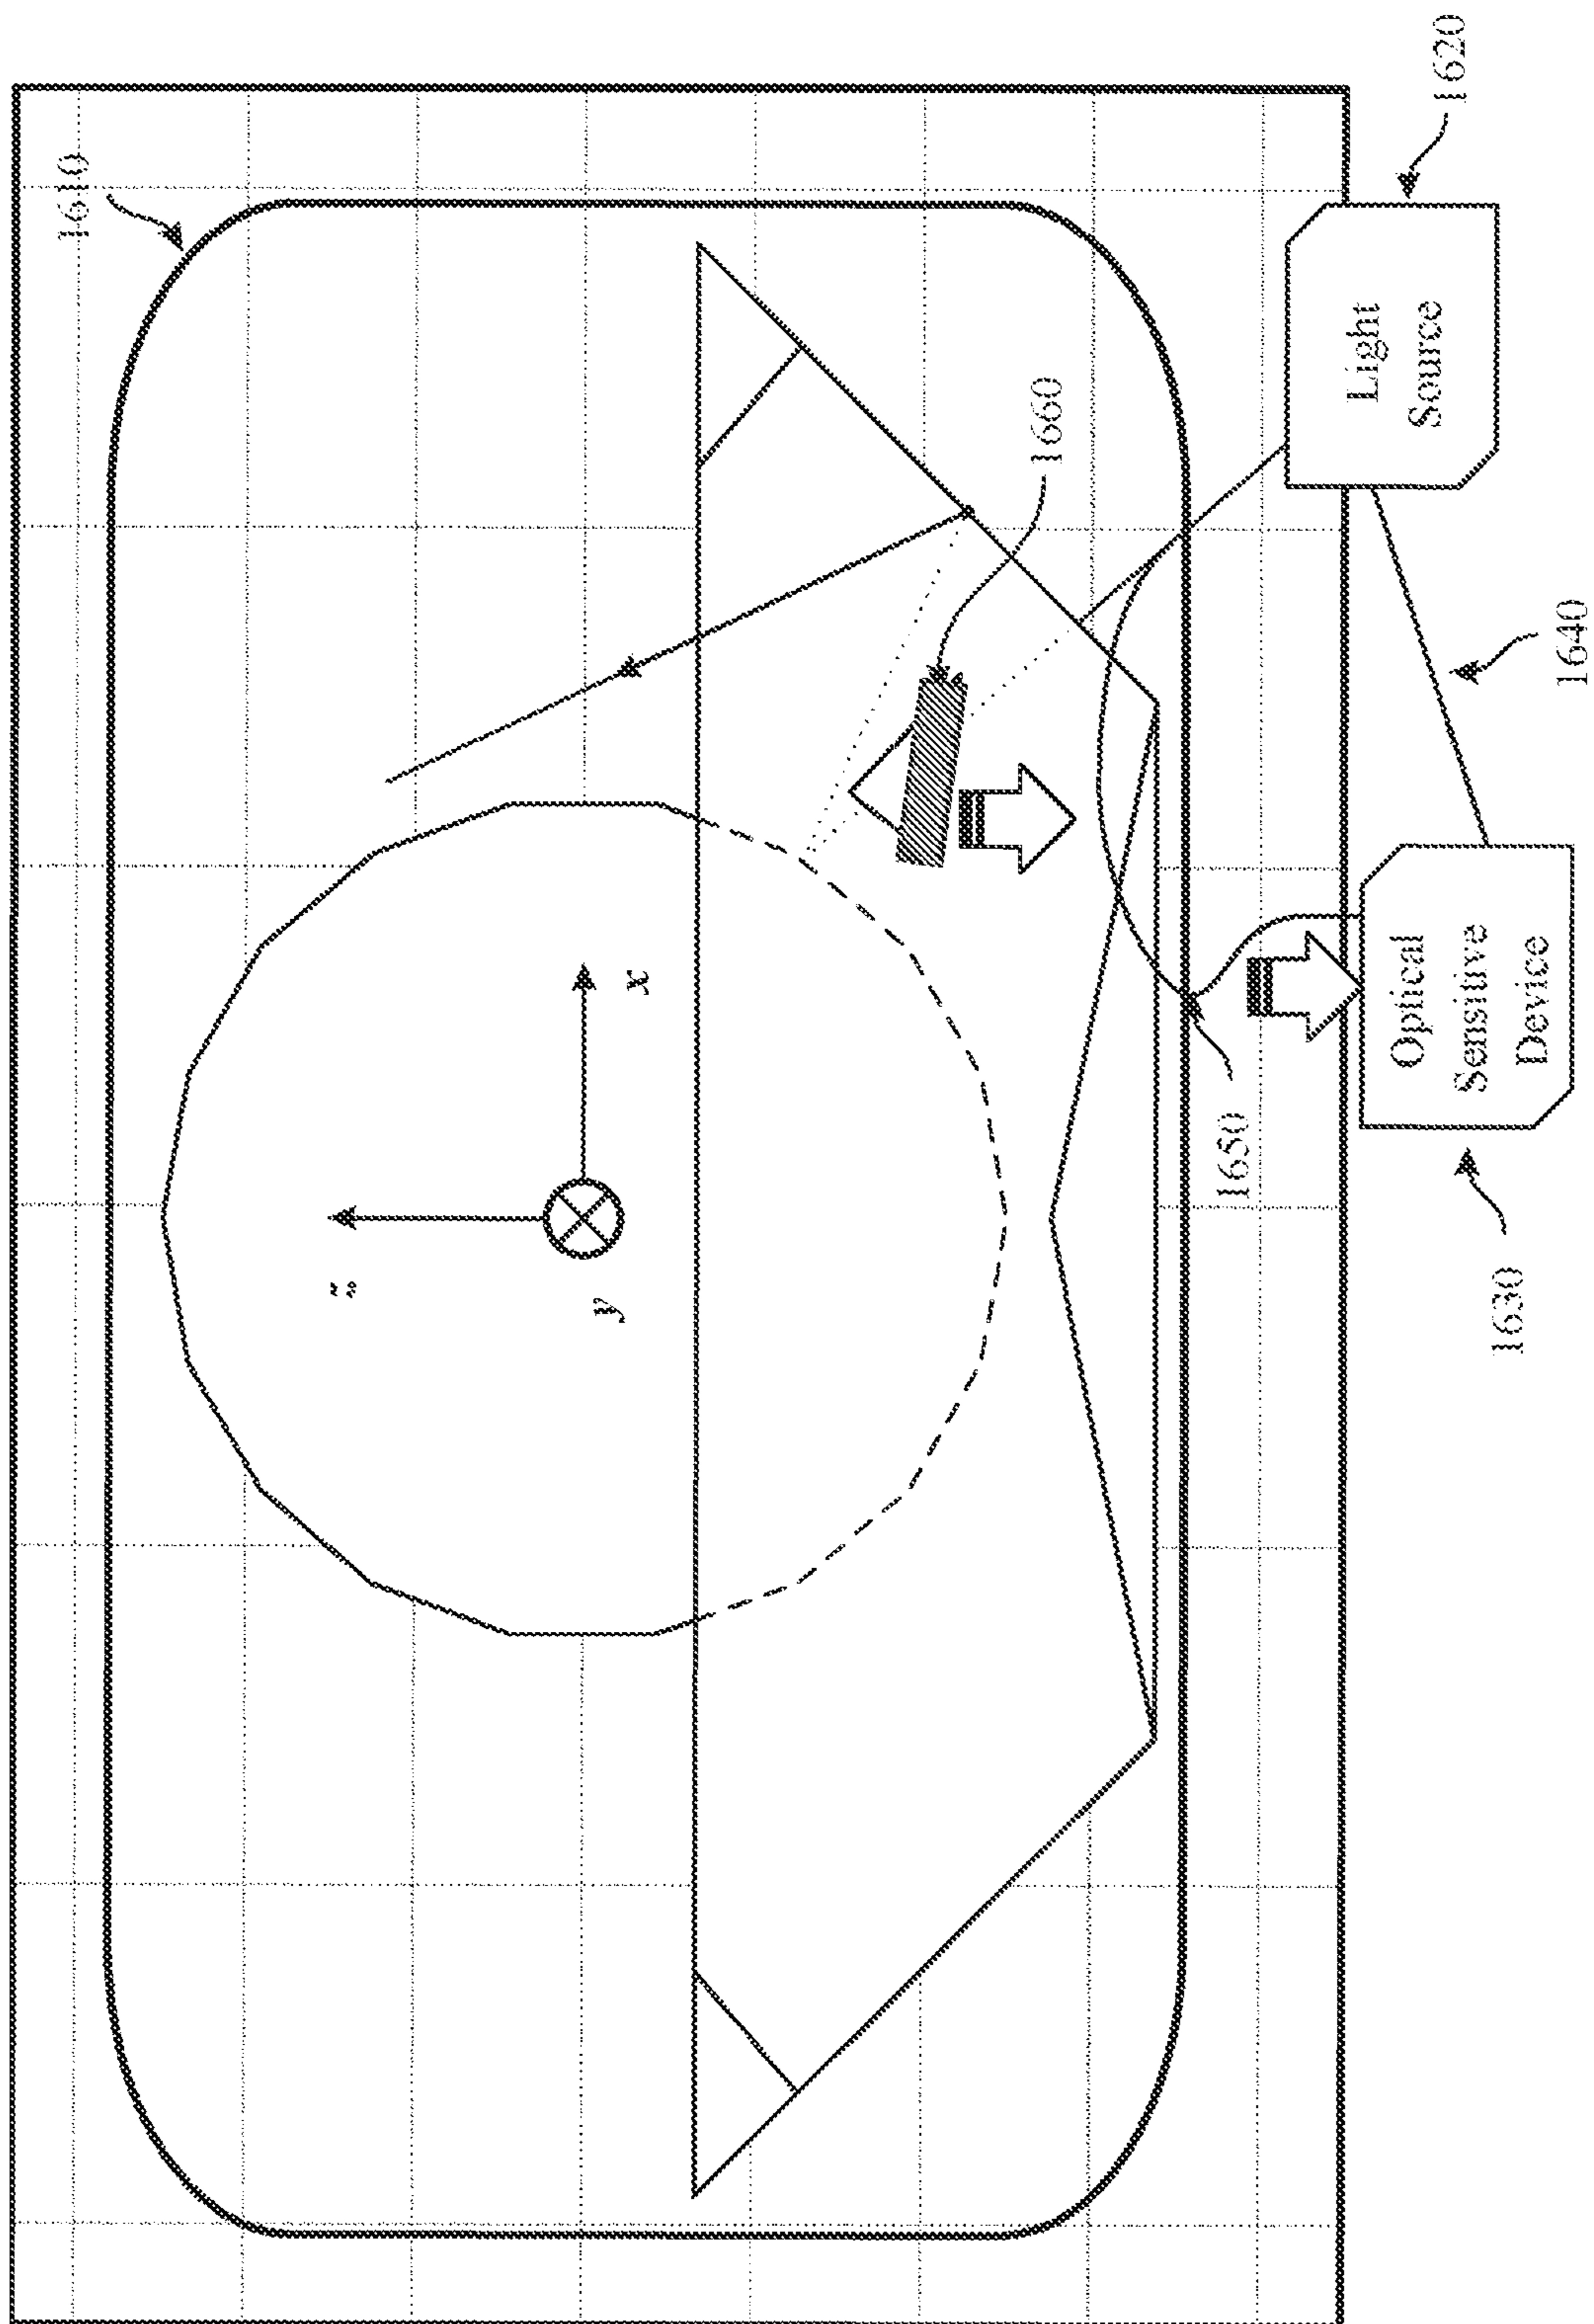 1610
1620
Light
Source
1660
1640
x
z
y
1650
Optical
Sensitive
Device
1630